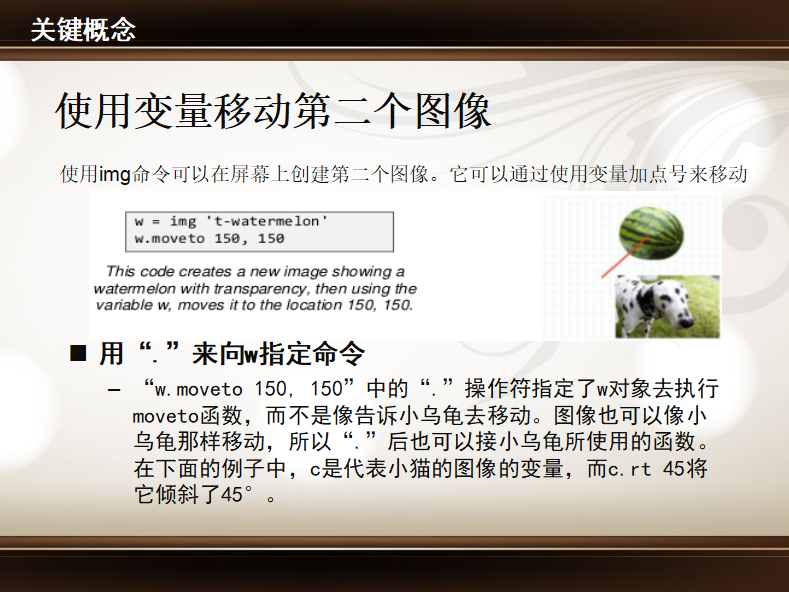 关键概念
使用变量移动第二个图像
使用img命令可以在屏幕上创建第二个图像。它可以通过使用变量加点号来移动
w = img 't-watermelon'
w.moveto 150, 150
This code creates a new image showing a
watermelon with transparency, then using the
variable w, moves it to the location 150, 150.
■ 用“.”来向w指定命令
– “w.moveto 150, 150”中的“.”操作符指定了w对象去执行
moveto函数，而不是像告诉小乌龟去移动。图像也可以像小
乌龟那样移动，所以“.”后也可以接小乌龟所使用的函数。
在下面的例子中，c是代表小猫的图像的变量，而c.rt 45将
它倾斜了45°。